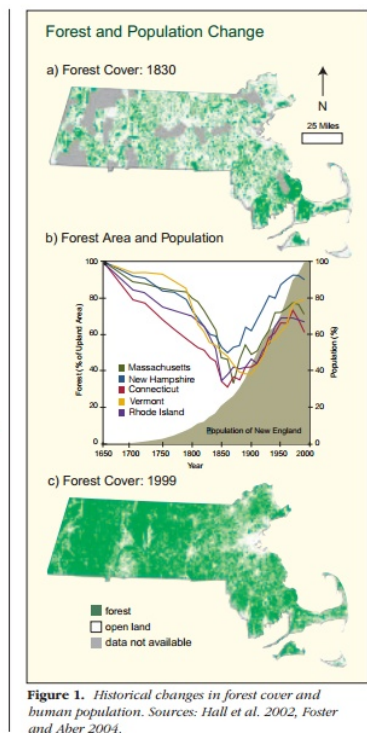 Forest and Population Change
a) Forest Cover: 1830
N
25 Miles
b) Forest Area and Population
100
80
60
40
20
0
Forest (% of Upland Area)
100
80
60
40
20
0
Population (%)
Massachusetts
New Hampshire
Connecticut
Vermont
Rhode Island
Population of New England
1650 1700 1750 1800 1850 1900 1950 2000
Year
c) Forest Cover: 1999
forest
open land
data not available
Figure 1. Historical changes in forest cover and
human population. Sources: Hall et al. 2002, Foster
and Aber 2004.